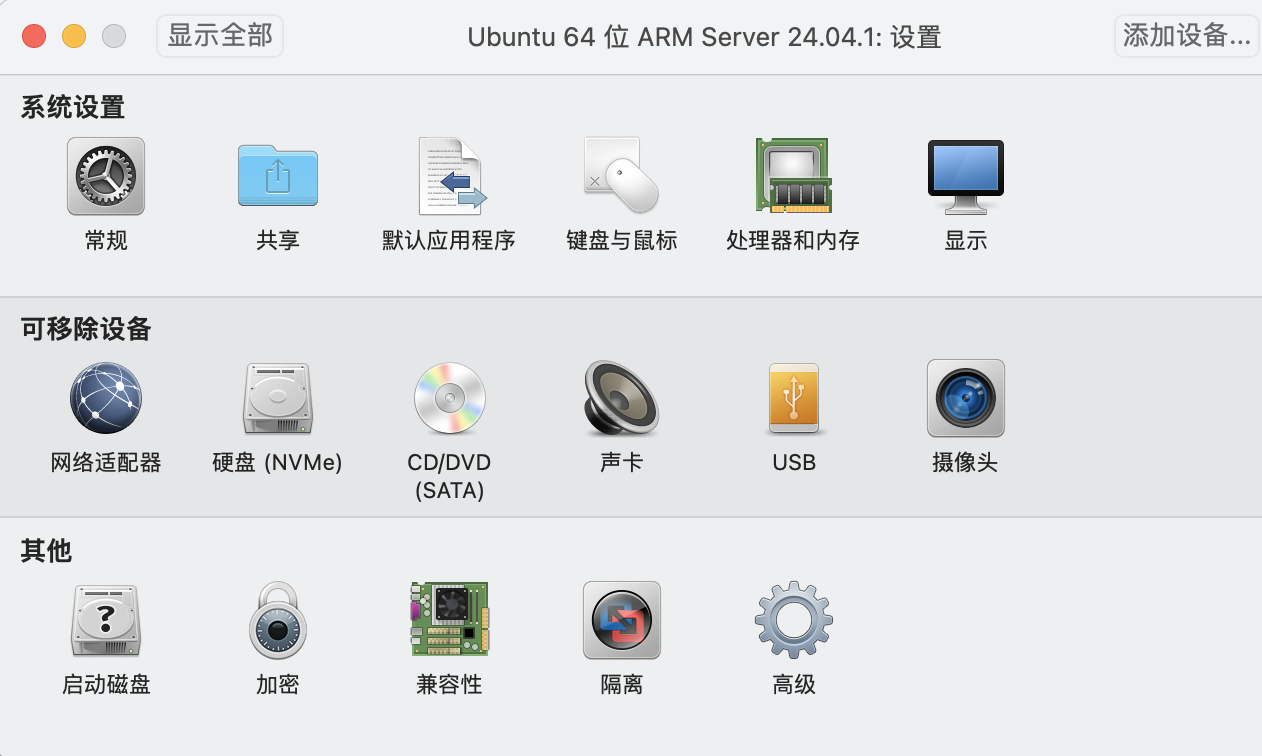 显示全部
Ubuntu 64 位 ARM Server 24.04.1: 设置
添加设备...
系统设置
常规
共享
默认应用程序
键盘与鼠标
处理器和内存
显示
可移除设备
网络适配器
硬盘 (NVMe)
CD/DVD
(SATA)
声卡
USB
摄像头
其他
?
启动磁盘
加密
兼容性
隔离
高级